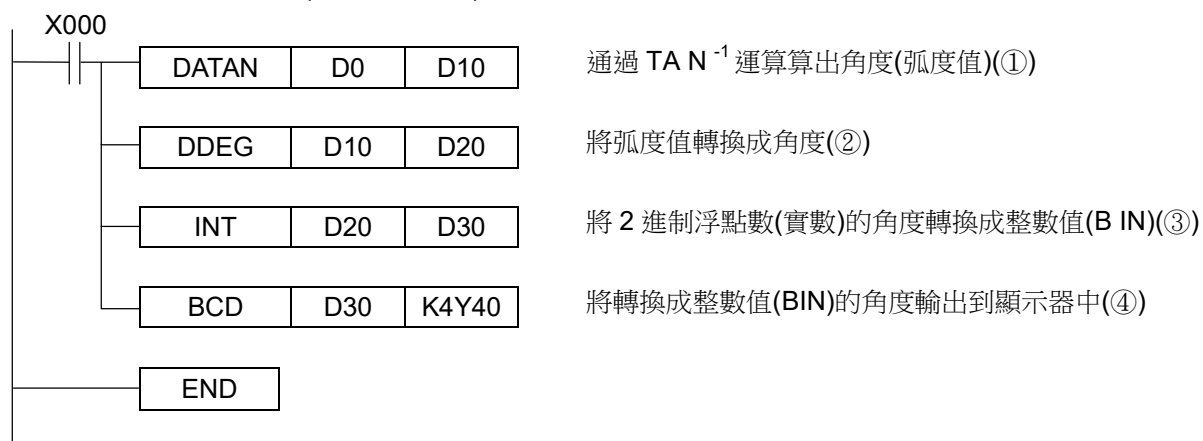 X000
DATAN D0 D10 通過 TA N -1 運算算出角度(弧度值)(①)
DDEG D10 D20 將弧度值轉換成角度(②)
INT D20 D30 將 2 進制浮點數(實數)的角度轉換成整數值(B IN)(③)
BCD D30 K4Y40 將轉換成整數值(BIN)的角度輸出到顯示器中(④)
END